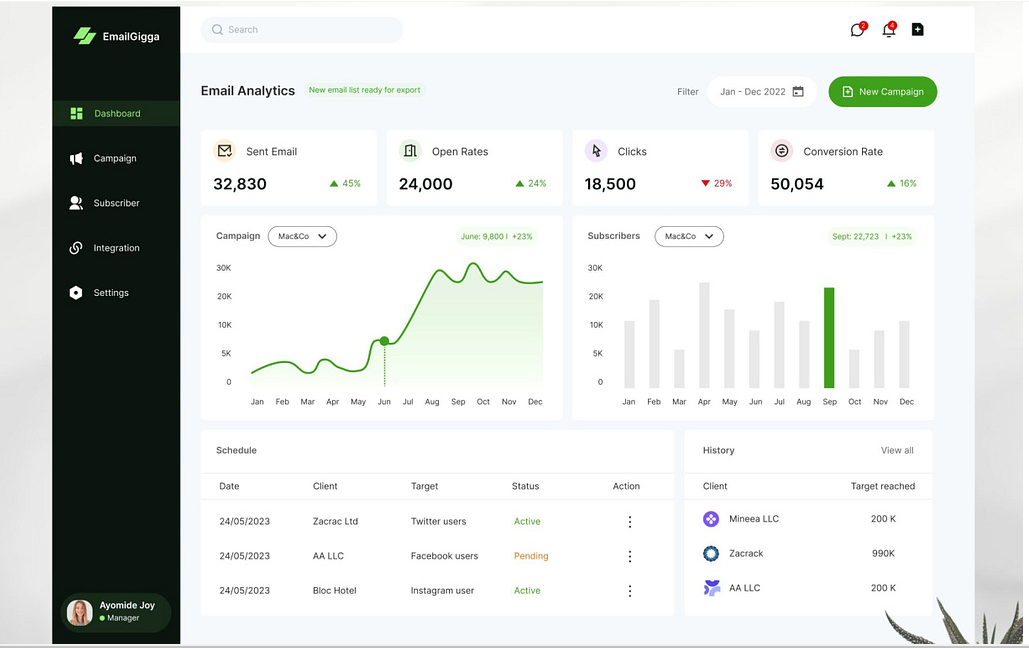 EmailGigga
Search
2
4
Dashboard
Campaign
Subscriber
Integration
Settings
Ayomide Joy
Manager
Email Analytics
New email list ready for export
Filter
Jan - Dec 2022
New Campaign
Sent Email
32,830
45%
Open Rates
24,000
24%
Clicks
18,500
29%
Conversion Rate
50,054
16%
Campaign
Mac&Co
June: 9,800 I +23%
30K
20K
10K
5K
0
Jan Feb Mar Apr May Jun Jul Aug Sep Oct Nov Dec
Subscribers
Mac&Co
Sept: 22,723 I +23%
30K
20K
10K
5K
0
Jan Feb Mar Apr May Jun Jul Aug Sep Oct Nov Dec
Schedule
Date Client Target Status Action
24/05/2023 Zacrac Ltd Twitter users Active
24/05/2023 AA LLC Facebook users Pending
24/05/2023 Bloc Hotel Instagram user Active
History View all
Client Target reached
Mineea LLC 200 K
Zacrack 990K
AA LLC 200 K